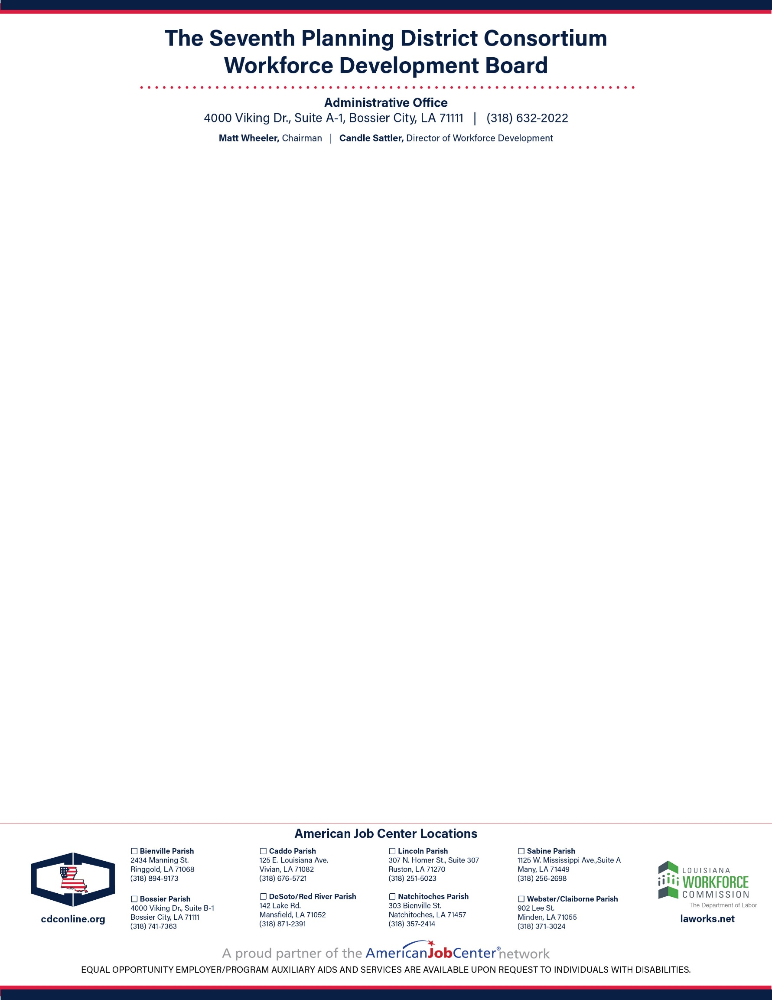 The Seventh Planning District Consortium
Workforce Development Board
Administrative Office
4000 Viking Dr., Suite A-1, Bossier City, LA 71111 | (318) 632-2022
Matt Wheeler, Chairman | Candle Sattler, Director of Workforce Development
American Job Center Locations
☐ Bienville Parish
2434 Manning St.
Ringgold, LA 71068
(318) 894-9173
☐ Bossier Parish
4000 Viking Dr., Suite B-1
Bossier City, LA 71111
(318) 741-7363
☐ Caddo Parish
125 E. Louisiana Ave.
Vivian, LA 71082
(318) 676-5721
☐ DeSoto/Red River Parish
142 Lake Rd.
Mansfield, LA 71052
(318) 871-2391
☐ Lincoln Parish
307 N. Homer St., Suite 307
Ruston, LA 71270
(318) 251-5023
☐ Natchitoches Parish
303 Bienville St.
Natchitoches, LA 71457
(318) 357-2414
☐ Sabine Parish
1125 W. Mississippi Ave.,Suite A
Many, LA 71449
(318) 256-2698
☐ Webster/Claiborne Parish
902 Lee St.
Minden, LA 71055
(318) 371-3024
cdconline.org
LOUISIANA
WORKFORCE
COMMISSION
The Department of Labor
laworks.net
A proud partner of the AmericanJobCenter® network
EQUAL OPPORTUNITY EMPLOYER/PROGRAM AUXILIARY AIDS AND SERVICES ARE AVAILABLE UPON REQUEST TO INDIVIDUALS WITH DISABILITIES.